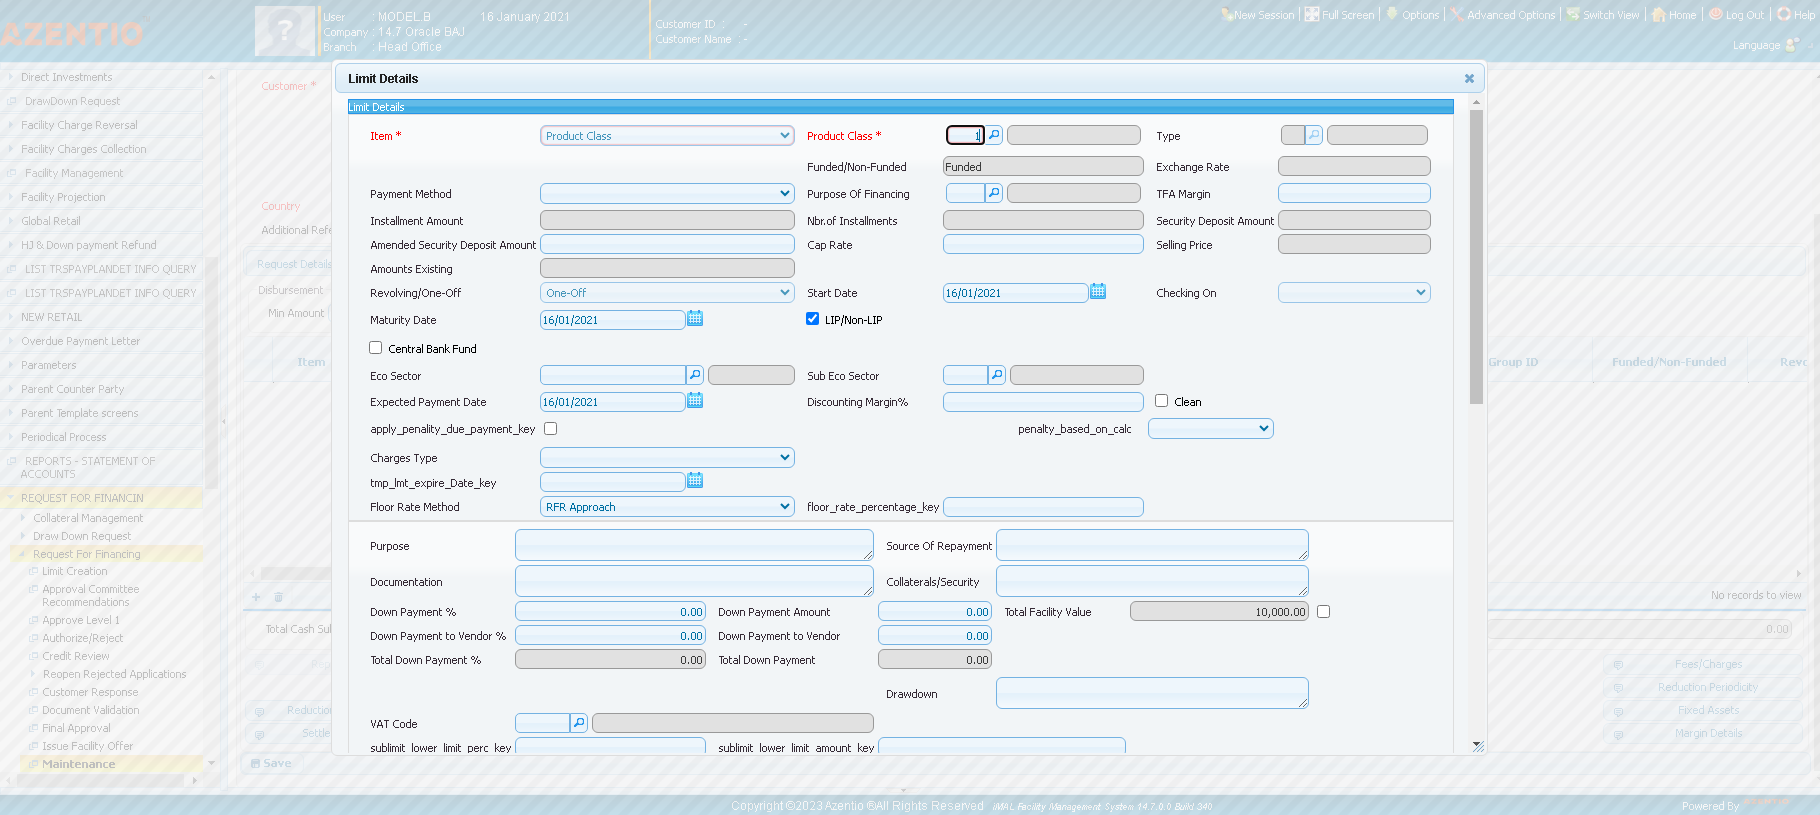 AZENTIO
User : MODEL.B 16 January 2021
Company : 14.7 Oracle BAJ
Branch : Head Office
Customer ID : -
Customer Name : -
New Session Full Screen Options Advanced Options Switch View Home Log Out Help
Language
Direct Investments
DrawDown Request
Facility Charge Reversal
Facility Charges Collection
Facility Management
Facility Projection
Global Retail
HJ & Down payment Refund
LIST TRSPAYPLANDET INFO QUERY
LIST TRSPAYPLANDET INFO QUERY
NEW RETAIL
Overdue Payment Letter
Parameters
Parent Counter Party
Parent Template screens
Periodical Process
REPORTS - STATEMENT OF
ACCOUNTS
REQUEST FOR FINANCIN
Collateral Management
Draw Down Request
Request For Financing
Limit Creation
Approval Committee
Recommendations
Approve Level 1
Authorize/Reject
Credit Review
Reopen Rejected Applications
Customer Response
Document Validation
Final Approval
Issue Facility Offer
Maintenance
Customer *
Country
Additional Refe
Request Details
Disbursement
Min Amount
Item
Group ID Funded/Non-Funded Revo
No records to view
Total Cash Sub
0.00
Reduction
Settle
Fees/Charges
Reduction Periodicity
Fixed Assets
Margin Details
Save
Limit Details
Limit Details
Item * Product Class Product Class * 1 Type
Funded/Non-Funded Funded Exchange Rate
Payment Method Purpose Of Financing TFA Margin
Installment Amount Nbr.of Installments Security Deposit Amount
Amended Security Deposit Amount Cap Rate Selling Price
Amounts Existing
Revolving/One-Off One-Off Start Date 16/01/2021 Checking On
Maturity Date 16/01/2021 LIP/Non-LIP
Central Bank Fund
Eco Sector Sub Eco Sector
Expected Payment Date 16/01/2021 Discounting Margin% Clean
apply_penality_due_payment_key penalty_based_on_calc
Charges Type
tmp_lmt_expire_Date_key
Floor Rate Method RFR Approach floor_rate_percentage_key
Purpose Source Of Repayment
Documentation Collaterals/Security
Down Payment % 0.00 Down Payment Amount 0.00 Total Facility Value 10,000.00
Down Payment to Vendor % 0.00 Down Payment to Vendor 0.00
Total Down Payment % 0.00 Total Down Payment 0.00
Drawdown
VAT Code
sublimit_lower_limit_perc_key sublimit_lower_limit_amount_key
Copyright ©2023 Azentio ®All Rights Reserved iMAL Facility Management System 14.7.0.0 Build 340
Powered By